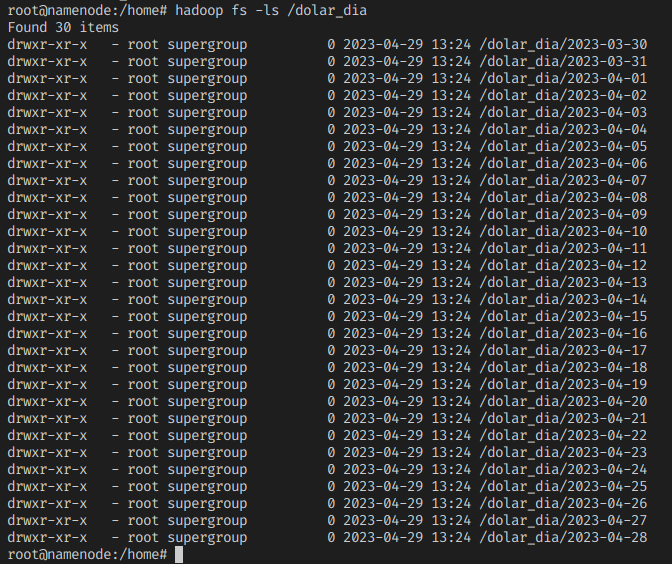 root@namenode:/home# hadoop fs -ls /dolar_dia
Found 30 items
drwxr-xr-x   - root supergroup          0 2023-04-29 13:24 /dolar_dia/2023-03-30
drwxr-xr-x   - root supergroup          0 2023-04-29 13:24 /dolar_dia/2023-03-31
drwxr-xr-x   - root supergroup          0 2023-04-29 13:24 /dolar_dia/2023-04-01
drwxr-xr-x   - root supergroup          0 2023-04-29 13:24 /dolar_dia/2023-04-02
drwxr-xr-x   - root supergroup          0 2023-04-29 13:24 /dolar_dia/2023-04-03
drwxr-xr-x   - root supergroup          0 2023-04-29 13:24 /dolar_dia/2023-04-04
drwxr-xr-x   - root supergroup          0 2023-04-29 13:24 /dolar_dia/2023-04-05
drwxr-xr-x   - root supergroup          0 2023-04-29 13:24 /dolar_dia/2023-04-06
drwxr-xr-x   - root supergroup          0 2023-04-29 13:24 /dolar_dia/2023-04-07
drwxr-xr-x   - root supergroup          0 2023-04-29 13:24 /dolar_dia/2023-04-08
drwxr-xr-x   - root supergroup          0 2023-04-29 13:24 /dolar_dia/2023-04-09
drwxr-xr-x   - root supergroup          0 2023-04-29 13:24 /dolar_dia/2023-04-10
drwxr-xr-x   - root supergroup          0 2023-04-29 13:24 /dolar_dia/2023-04-11
drwxr-xr-x   - root supergroup          0 2023-04-29 13:24 /dolar_dia/2023-04-12
drwxr-xr-x   - root supergroup          0 2023-04-29 13:24 /dolar_dia/2023-04-13
drwxr-xr-x   - root supergroup          0 2023-04-29 13:24 /dolar_dia/2023-04-14
drwxr-xr-x   - root supergroup          0 2023-04-29 13:24 /dolar_dia/2023-04-15
drwxr-xr-x   - root supergroup          0 2023-04-29 13:24 /dolar_dia/2023-04-16
drwxr-xr-x   - root supergroup          0 2023-04-29 13:24 /dolar_dia/2023-04-17
drwxr-xr-x   - root supergroup          0 2023-04-29 13:24 /dolar_dia/2023-04-18
drwxr-xr-x   - root supergroup          0 2023-04-29 13:24 /dolar_dia/2023-04-19
drwxr-xr-x   - root supergroup          0 2023-04-29 13:24 /dolar_dia/2023-04-20
drwxr-xr-x   - root supergroup          0 2023-04-29 13:24 /dolar_dia/2023-04-21
drwxr-xr-x   - root supergroup          0 2023-04-29 13:24 /dolar_dia/2023-04-22
drwxr-xr-x   - root supergroup          0 2023-04-29 13:24 /dolar_dia/2023-04-23
drwxr-xr-x   - root supergroup          0 2023-04-29 13:24 /dolar_dia/2023-04-24
drwxr-xr-x   - root supergroup          0 2023-04-29 13:24 /dolar_dia/2023-04-25
drwxr-xr-x   - root supergroup          0 2023-04-29 13:24 /dolar_dia/2023-04-26
drwxr-xr-x   - root supergroup          0 2023-04-29 13:24 /dolar_dia/2023-04-27
drwxr-xr-x   - root supergroup          0 2023-04-29 13:24 /dolar_dia/2023-04-28
root@namenode:/home#